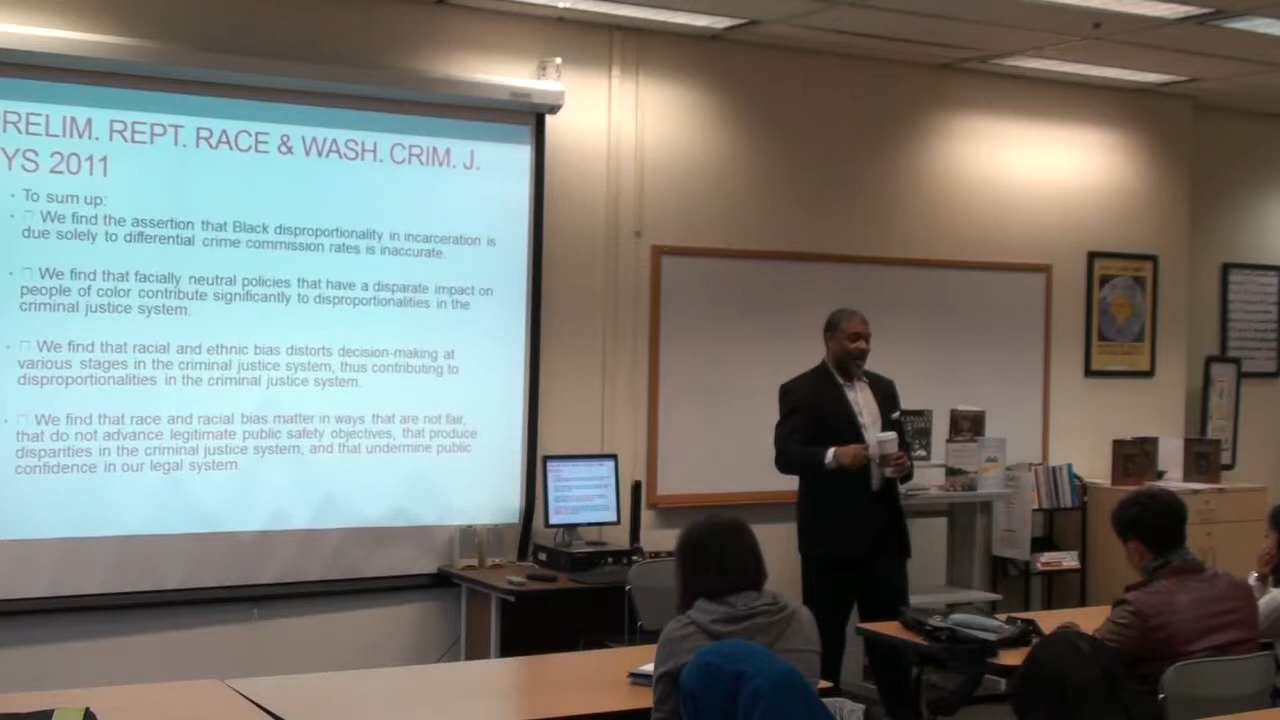 RELIM. REPT. RACE & WASH. CRIM. J.
YS 2011
To sum up:
We find the assertion that Black disproportionality in incarceration is
due solely to differential crime commission rates is inaccurate.
We find that facially neutral policies that have a disparate impact on
people of color contribute significantly to disproportionalities in the
criminal justice system.
We find that racial and ethnic bias distorts decision-making at
various stages in the criminal justice system, thus contributing to
disproportionalities in the criminal justice system.
We find that race and racial bias matter in ways that are not fair,
that do not advance legitimate public safety objectives, that produce
disparities in the criminal justice system, and that undermine public
confidence in our legal system.